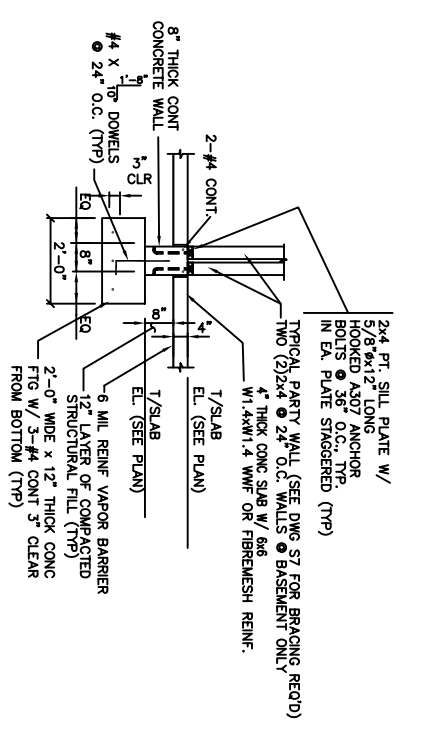 2x4 PT. SILL PLATE W/
5/8"øx12" LONG
HOOKED A307 ANCHOR
BOLTS @ 36" O.C., TYP.
IN EA. PLATE STAGGERED (TYP)
TYPICAL PARTY WALL (SEE DWG S7 FOR BRACING REQ'D)
TWO (2)2x4 @ 24" O.C. WALLS @ BASEMENT ONLY
4" THICK CONC SLAB W/ 6x6
W1.4xW1.4 WWF OR FIBREMESH REINF.
T/SLAB
EL. (SEE PLAN)
T/SLAB
EL. (SEE PLAN)
4"
8"
6 MIL REINF VAPOR BARRIER
12" LAYER OF COMPACTED
STRUCTURAL FILL (TYP)
2'-0" WIDE x 12" THICK CONC
FTG W/ 3-#4 CONT 3" CLEAR
FROM BOTTOM (TYP)
2-#4 CONT.
8" THICK CONT
CONCRETE WALL
3"
CLR
1'-8"
#4 X 10" DOWELS
@ 24" O.C. (TYP)
EQ
8"
EQ
2'-0"